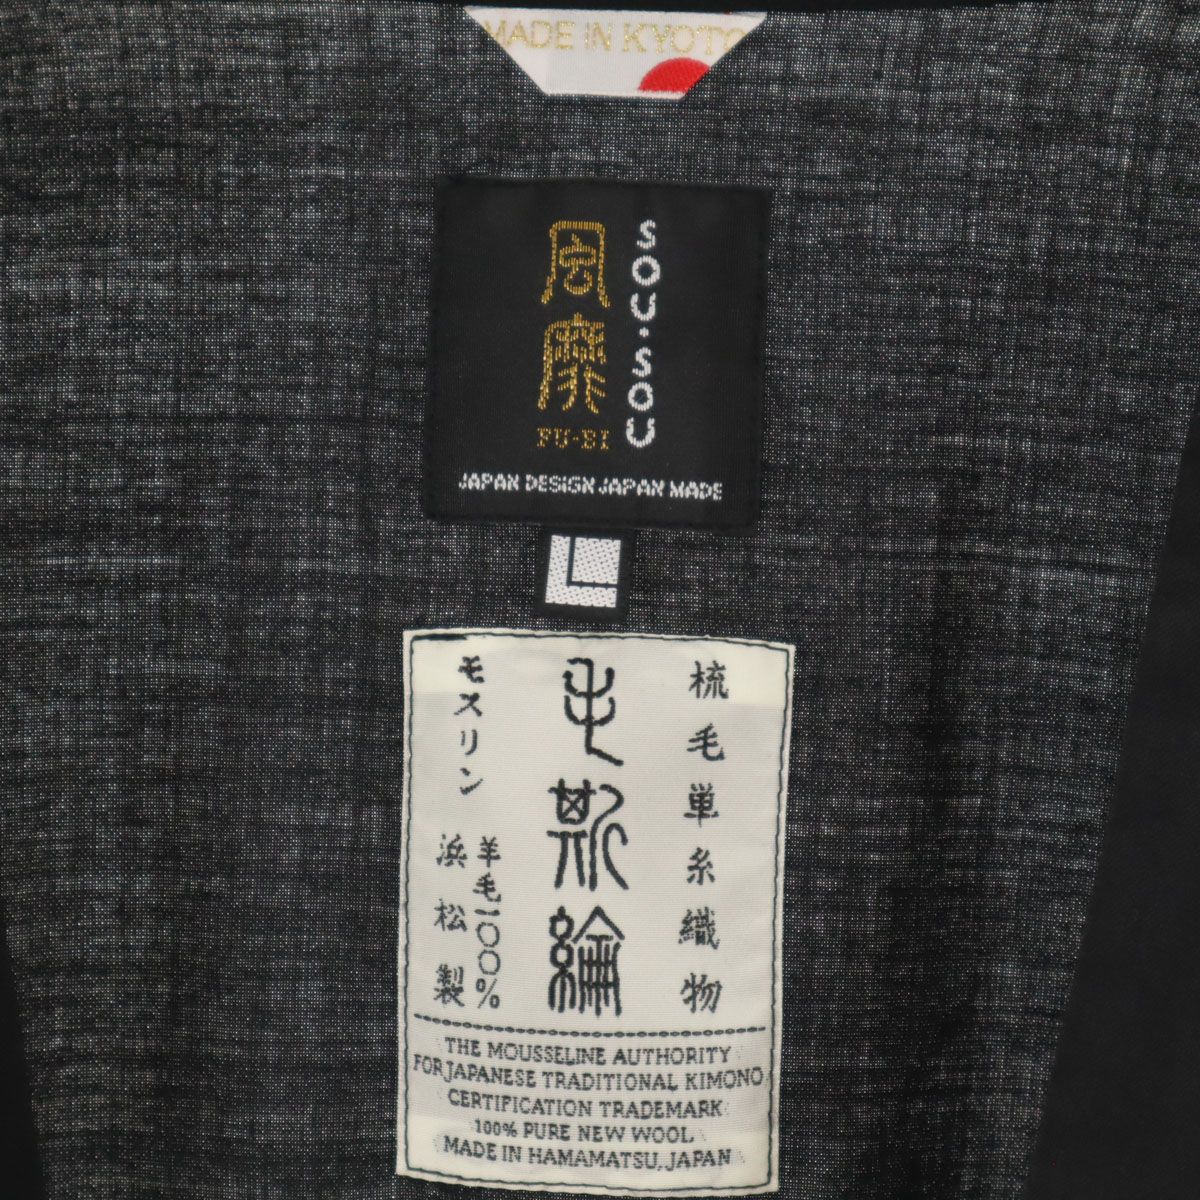 MADE IN KYOTO
風靡
FU-BI
SOU・SOU
JAPAN DESIGN JAPAN MADE
L
梳毛単糸織物
毛斯綸
モスリン
羊毛一〇〇%
浜松製
THE MOUSSELINE AUTHORITY
FOR JAPANESE TRADITIONAL KIMONO
CERTIFICATION TRADEMARK
100% PURE NEW WOOL
MADE IN HAMAMATSU, JAPAN